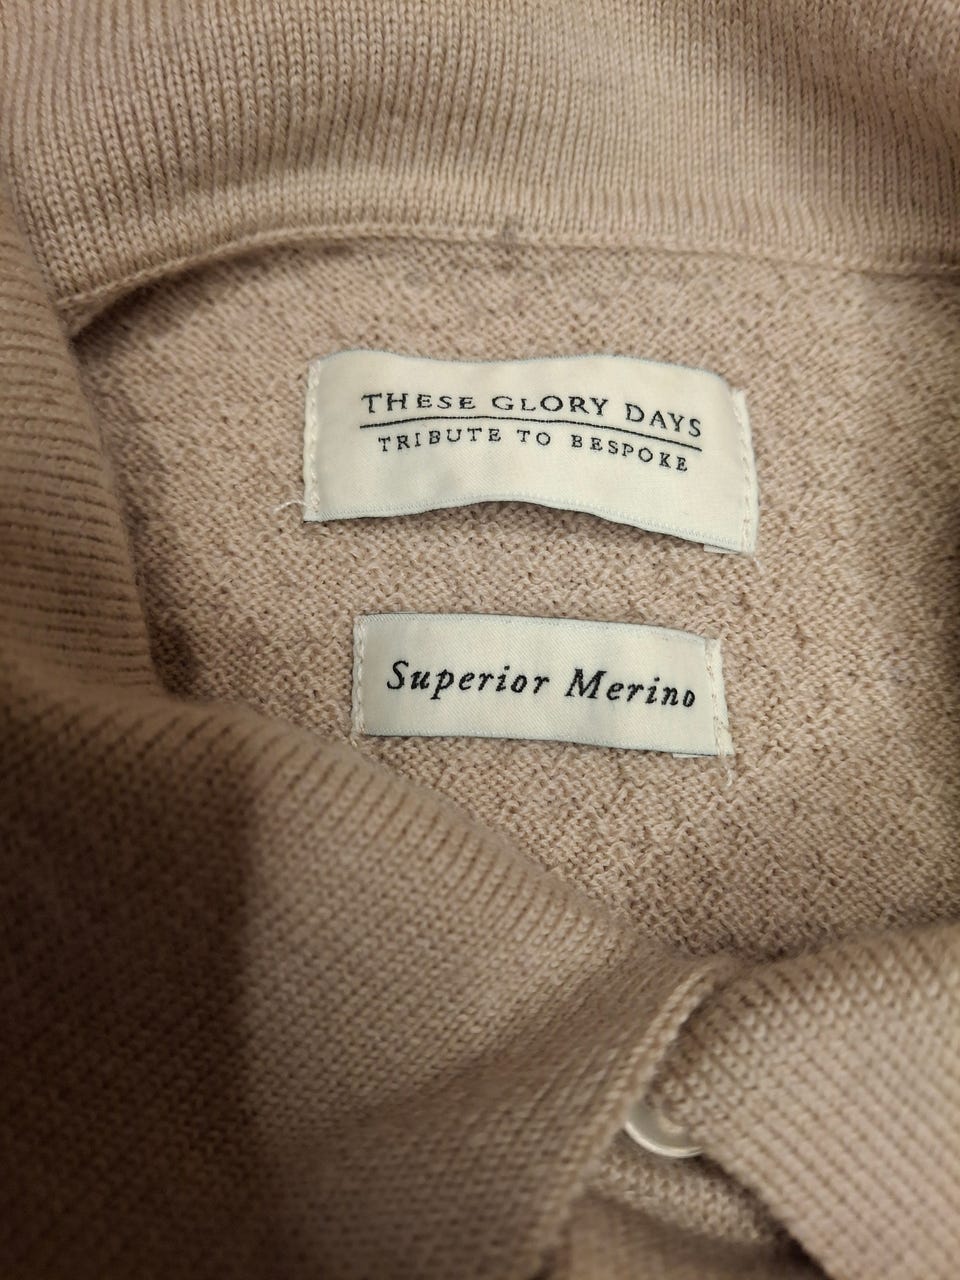 THESE GLORY DAYS
TRIBUTE TO BESPOKE
Superior Merino